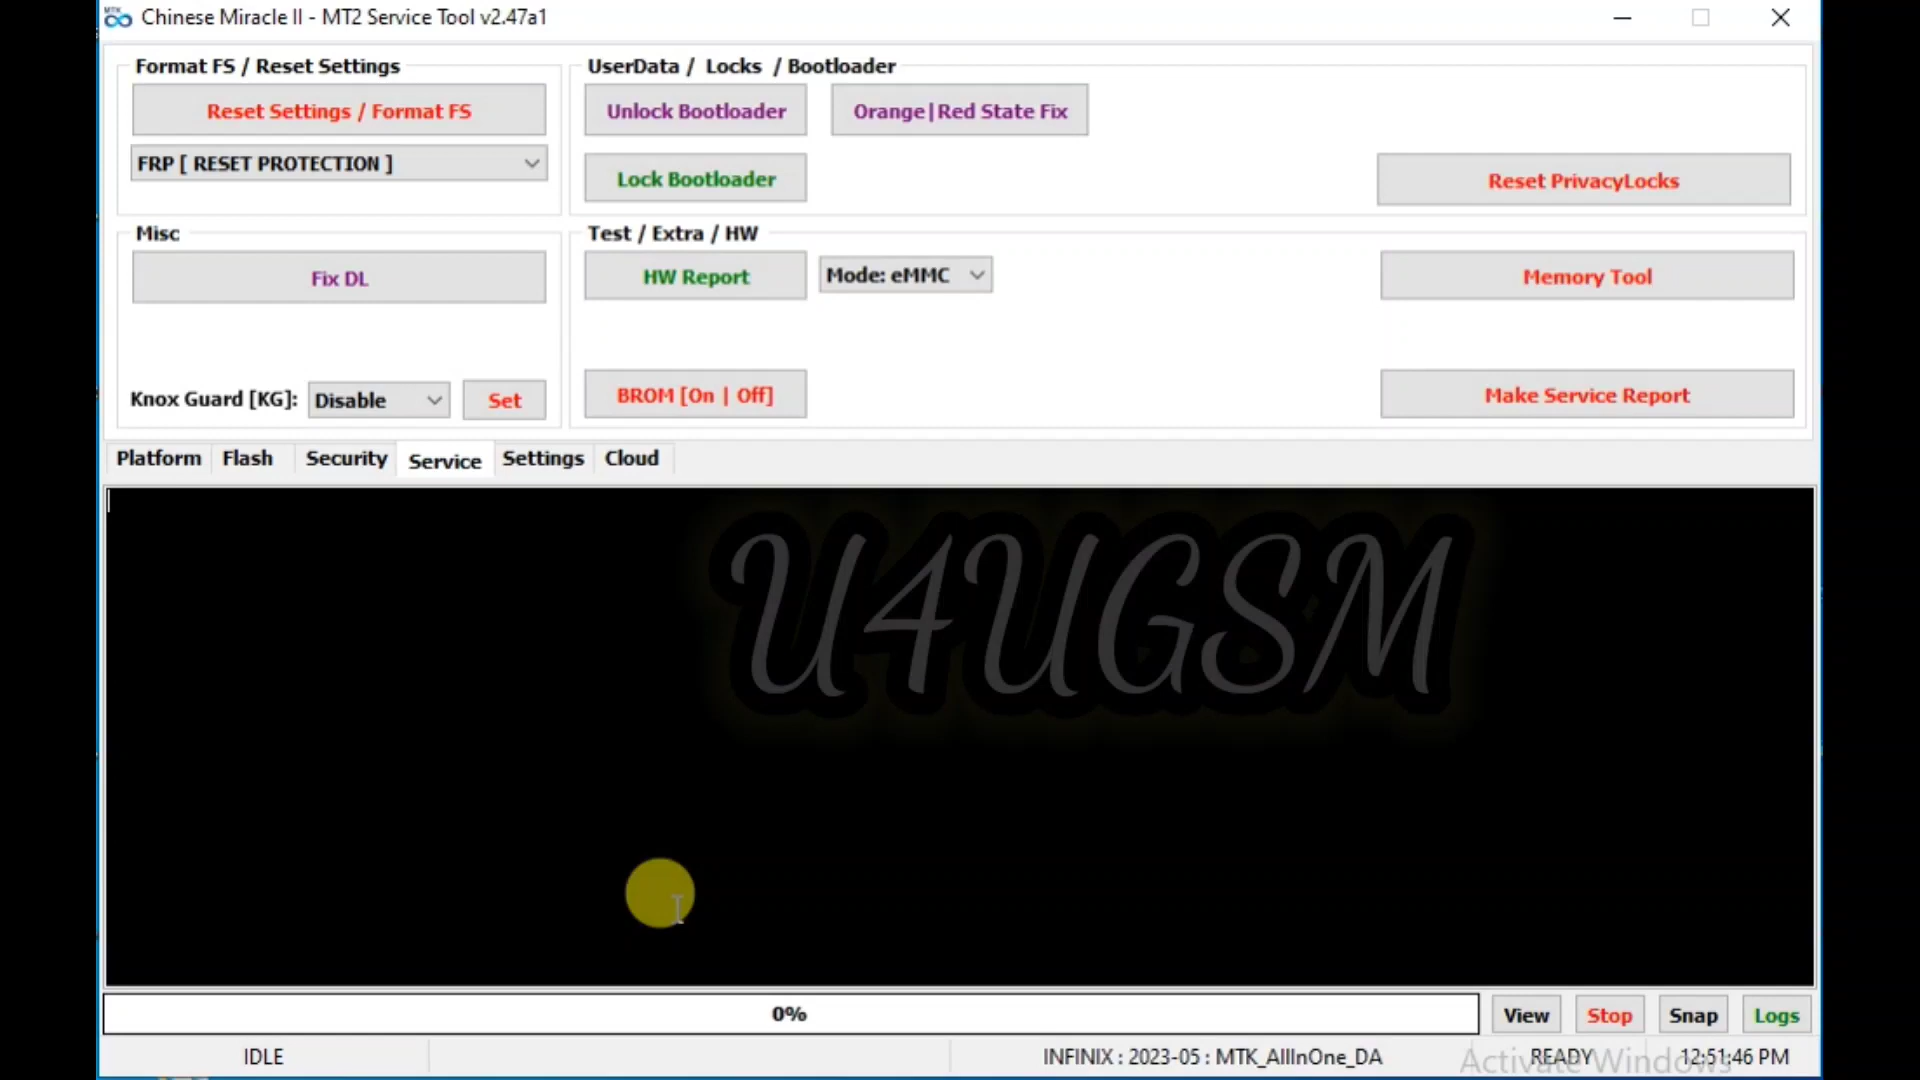 MTK
Chinese Miracle II - MT2 Service Tool v2.47a1
Format FS / Reset Settings
Reset Settings / Format FS
FRP [ RESET PROTECTION ]
UserData / Locks / Bootloader
Unlock Bootloader
Orange|Red State Fix
Lock Bootloader
Reset PrivacyLocks
Misc
Fix DL
Knox Guard [KG]: Disable Set
Test / Extra / HW
HW Report
Mode: eMMC
Memory Tool
BROM [On | Off]
Make Service Report
Platform Flash Security Service Settings Cloud
U4UGSM
0%
View Stop Snap Logs
IDLE
INFINIX : 2023-05 : MTK_AllInOne_DA
READY
12:51:46 PM
Activate Windows